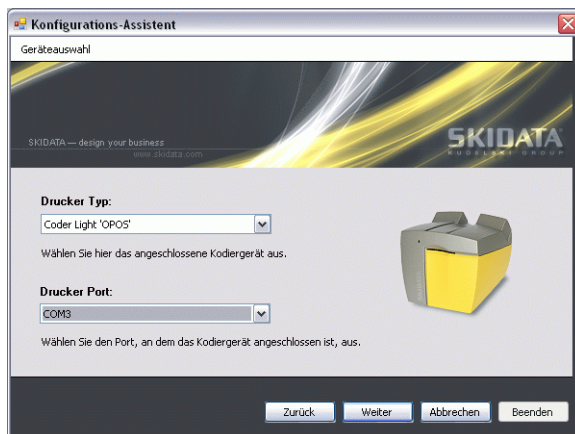 Konfigurations-Assistent
Geräteauswahl
SKIDATA — design your business
www.skidata.com
SKIDATA
KUDELSKI GROUP
Drucker Typ:
Coder Light 'OPOS'
Wählen Sie hier das angeschlossene Kodiergerät aus.
Drucker Port:
COM3
Wählen Sie den Port, an dem das Kodiergerät angeschlossen ist, aus.
Zurück
Weiter
Abbrechen
Beenden